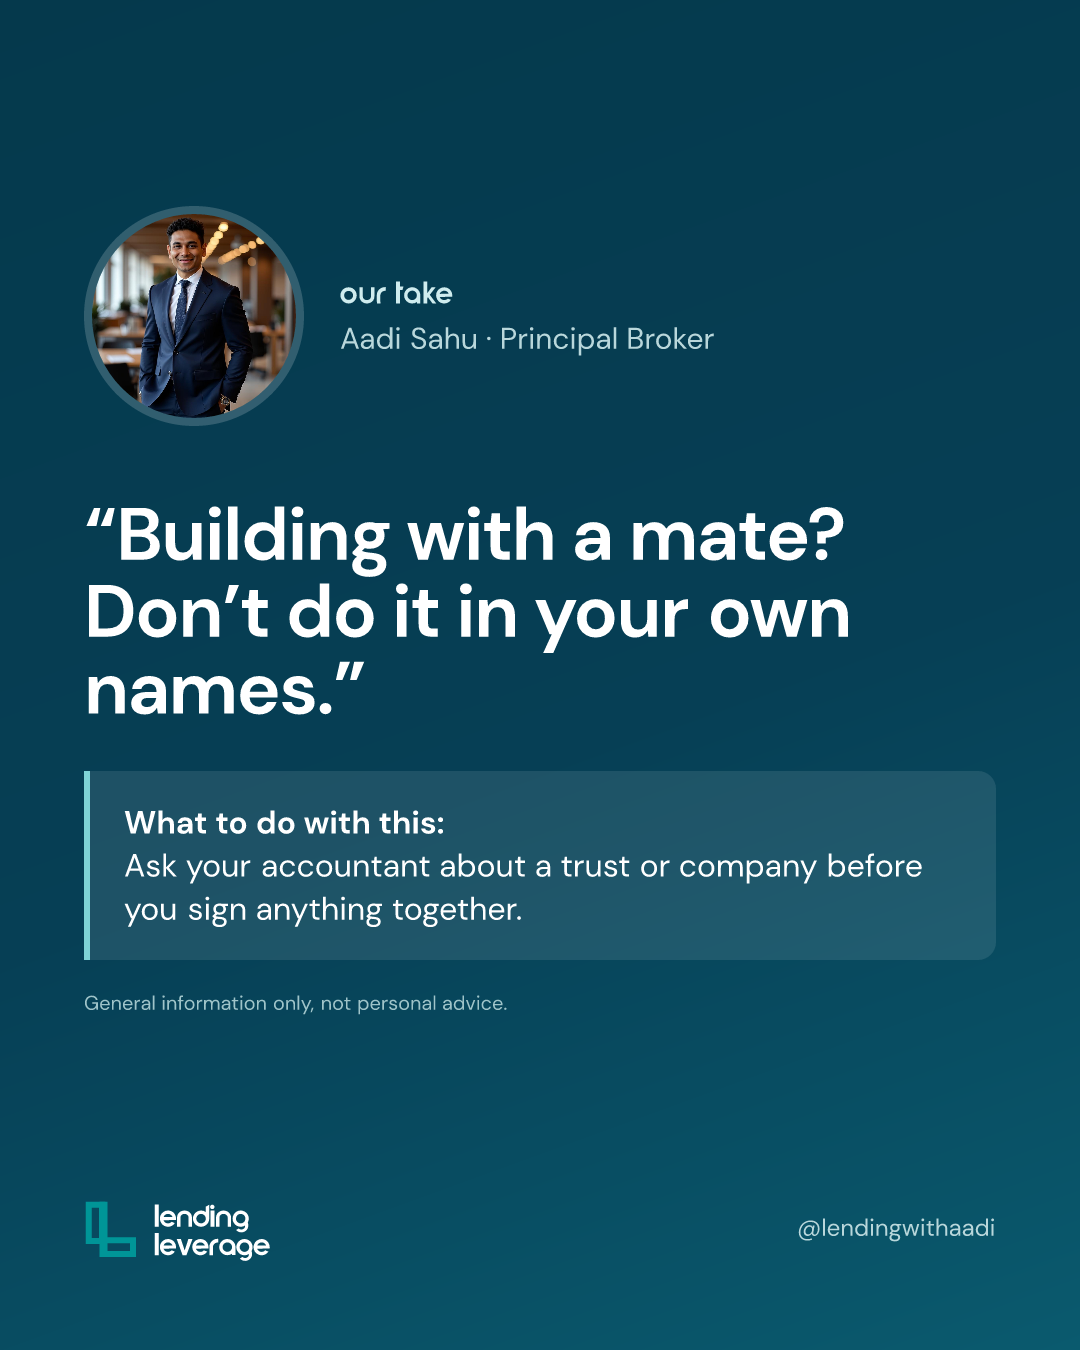 our take
Aadi Sahu · Principal Broker
“Building with a mate?
Don’t do it in your own
names.”
What to do with this:
Ask your accountant about a trust or company before
you sign anything together.
General information only, not personal advice.
lending
leverage
@lendingwithaadi